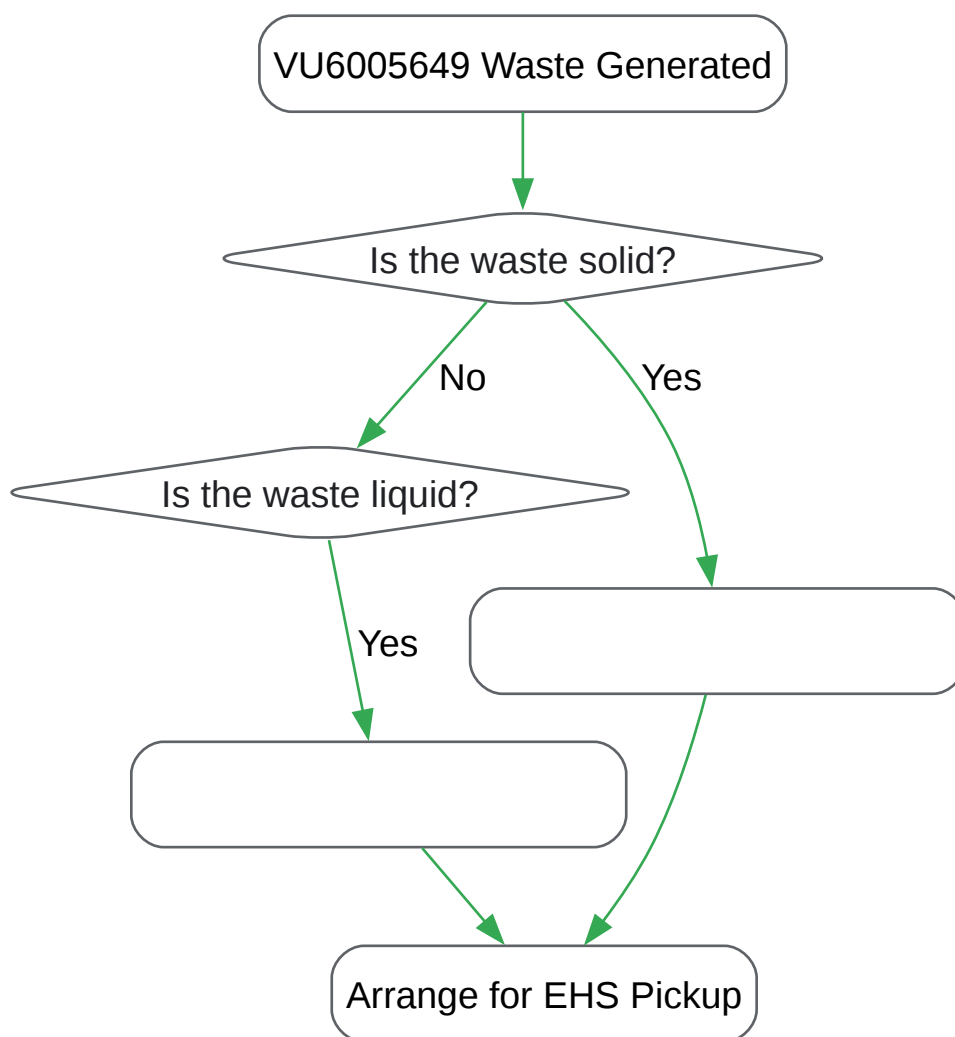 VU6005649 Waste Generated
Is the waste solid?
No
Yes
Is the waste liquid?
Yes
Arrange for EHS Pickup